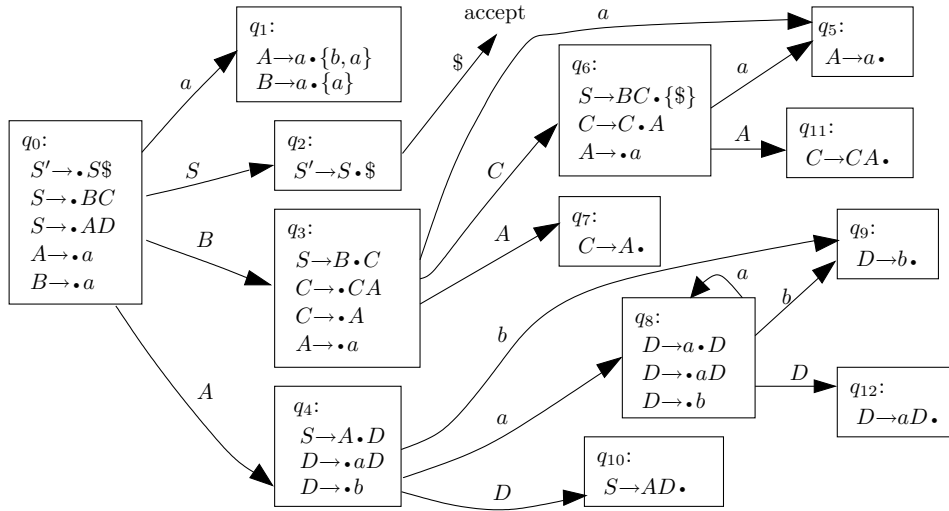 accept
q₀:
S′→•S$
S→•BC
S→•AD
A→•a
B→•a
a
S
B
A
q₁:
A→a•{b, a}
B→a•{a}
q₂:
S′→S•$
$
q₃:
S→B•C
C→•CA
C→•A
A→•a
a
C
A
q₄:
S→A•D
D→•aD
D→•b
b
a
D
q₆:
S→BC•{$}
C→C•A
A→•a
a
A
q₅:
A→a•
q₁₁:
C→CA•
q₇:
C→A•
q₈:
D→a•D
D→•aD
D→•b
a
b
D
q₉:
D→b•
q₁₂:
D→aD•
q₁₀:
S→AD•